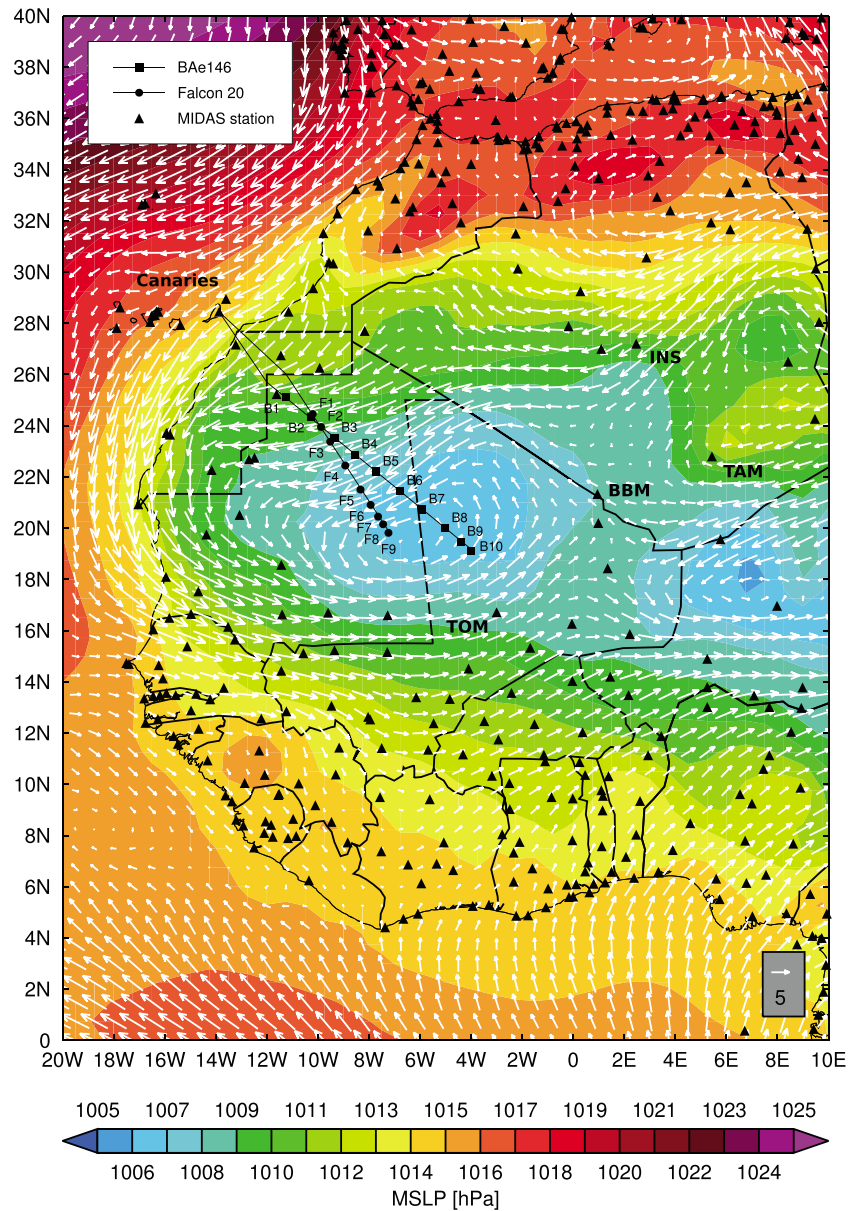 40N
38N
36N
34N
32N
30N
28N
26N
24N
22N
20N
18N
16N
14N
12N
10N
8N
6N
4N
2N
0
BAe146
Falcon 20
MIDAS station
Canaries
INS
TAM
BBM
TOM
B1
F1
B2
F2
B3
F3
B4
F4
B5
B6
F5
B7
F6
B8
F7
B9
F8
B10
F9
5
20W 18W 16W 14W 12W 10W 8W 6W 4W 2W 0 2E 4E 6E 8E 10E
1005 1007 1009 1011 1013 1015 1017 1019 1021 1023 1025
1006 1008 1010 1012 1014 1016 1018 1020 1022 1024
MSLP [hPa]